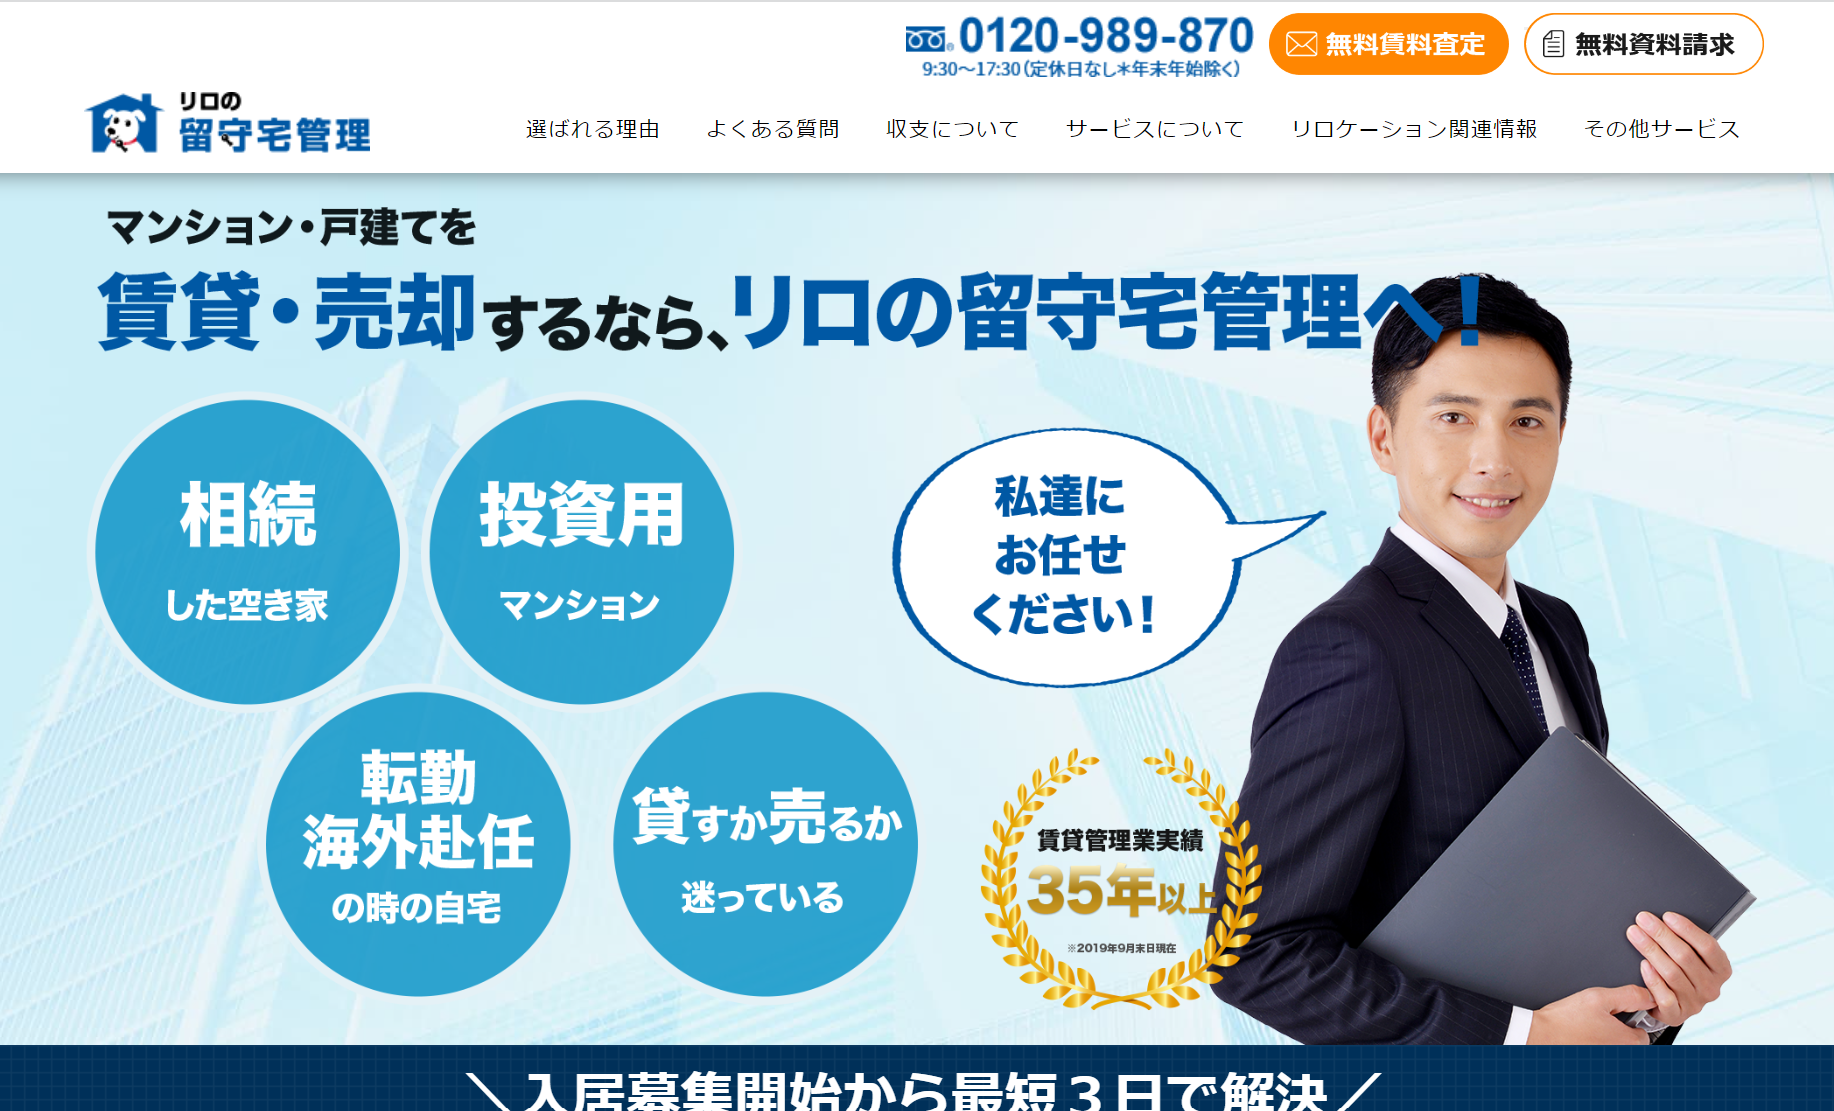 0120-989-870
9:30〜17:30(定休日なし＊年末年始除く)
無料賃料査定
無料資料請求
リロの
留守宅管理
選ばれる理由 よくある質問 収支について サービスについて リロケーション関連情報 その他サービス
マンション・戸建てを
賃貸・売却するなら、リロの留守宅管理へ！
相続
した空き家
投資用
マンション
私達に
お任せ
ください！
転勤
海外赴任
の時の自宅
貸すか売るか
迷っている
賃貸管理業実績
35年以上
※2019年9月末日現在
＼入居募集開始から最短３日で解決／